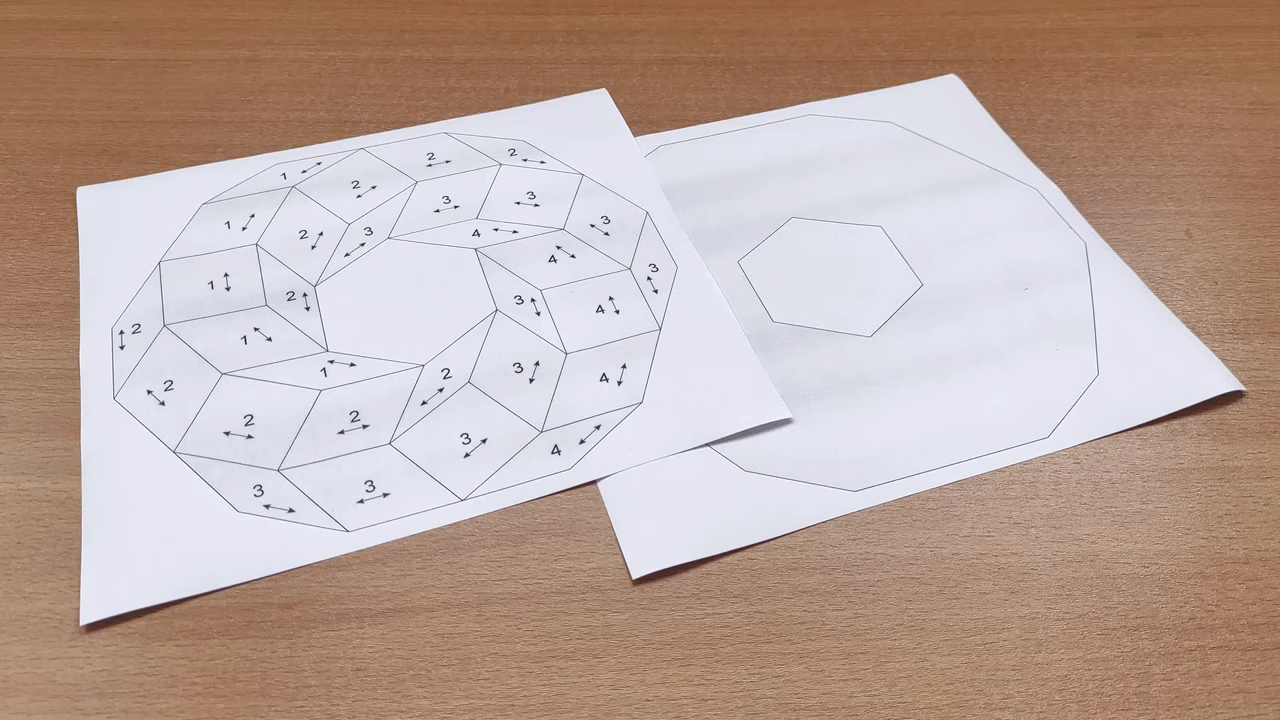 1 2 2
1 2 2 3 3
2 3 4 3
1 2 4 3
2 1 3 4
2 1 2 3 4
2 2 3 4
3 3